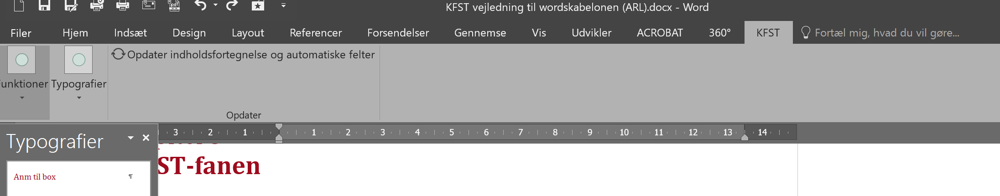 KFST vejledning til wordskabelonen (ARL).docx - Word
Filer Hjem Indsæt Design Layout Referencer Forsendelser Gennemse Vis Udvikler ACROBAT 360° KFST Fortæl mig, hvad du vil gøre...
Opdater indholdsfortegnelse og automatiske felter
unktioner Typografier
Opdater
3 2 1 1 2 3 4 5 6 7 8 9 10 11 12 13 14
Typografier
ST-fanen
Anm til box ¶